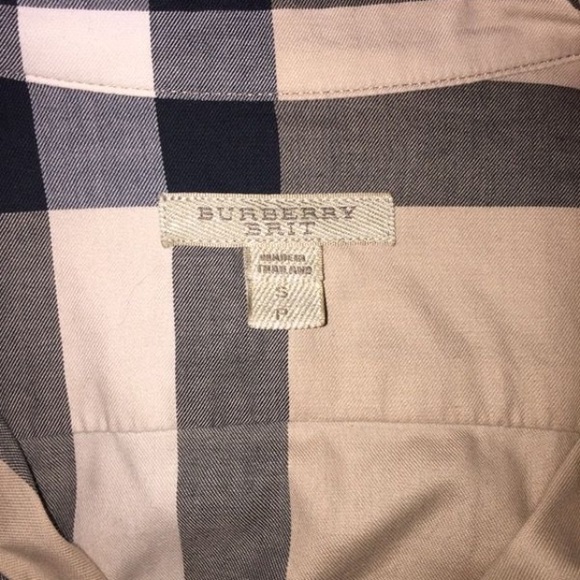 BURBERRY
BRIT
MADE IN
THAILAND
S
P